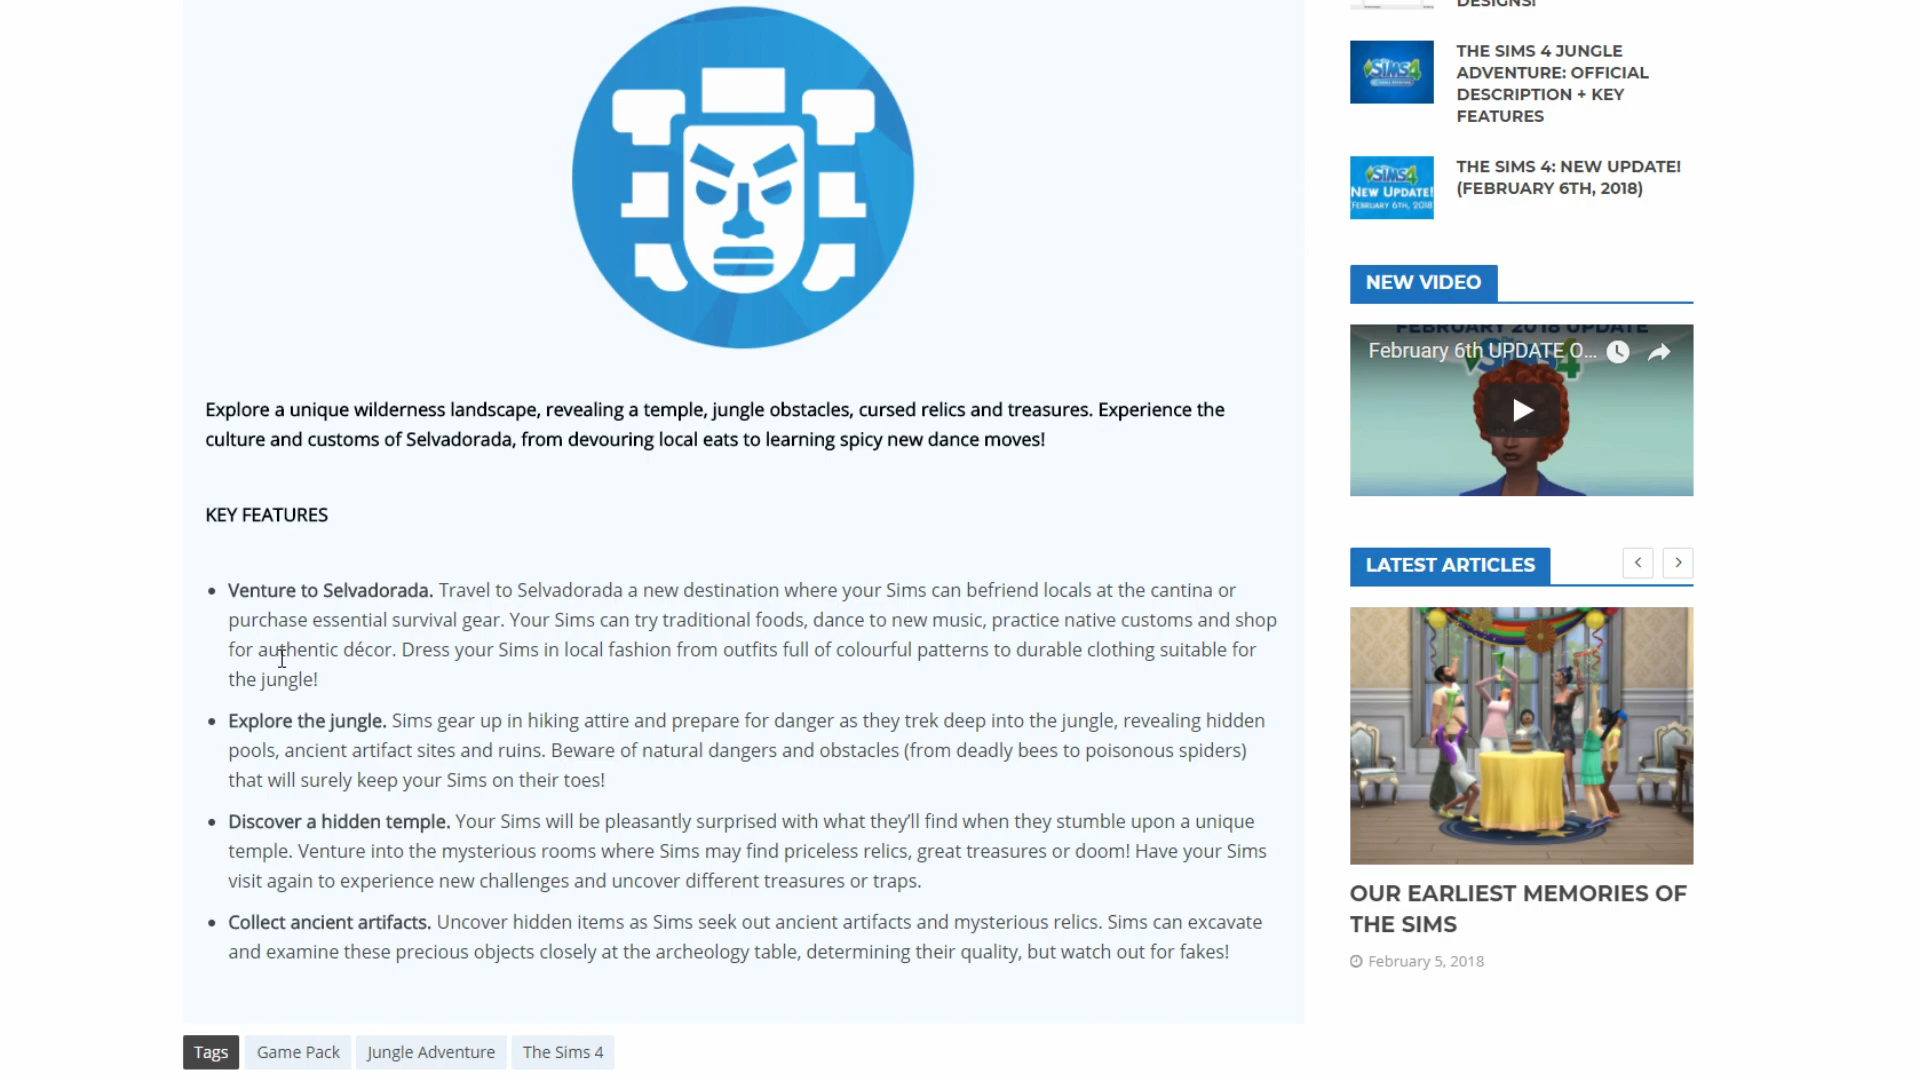 Explore a unique wilderness landscape, revealing a temple, jungle obstacles, cursed relics and treasures. Experience the
culture and customs of Selvadorada, from devouring local eats to learning spicy new dance moves!
KEY FEATURES
• Venture to Selvadorada. Travel to Selvadorada a new destination where your Sims can befriend locals at the cantina or
purchase essential survival gear. Your Sims can try traditional foods, dance to new music, practice native customs and shop
for authentic décor. Dress your Sims in local fashion from outfits full of colourful patterns to durable clothing suitable for
the jungle!
• Explore the jungle. Sims gear up in hiking attire and prepare for danger as they trek deep into the jungle, revealing hidden
pools, ancient artifact sites and ruins. Beware of natural dangers and obstacles (from deadly bees to poisonous spiders)
that will surely keep your Sims on their toes!
• Discover a hidden temple. Your Sims will be pleasantly surprised with what they’ll find when they stumble upon a unique
temple. Venture into the mysterious rooms where Sims may find priceless relics, great treasures or doom! Have your Sims
visit again to experience new challenges and uncover different treasures or traps.
• Collect ancient artifacts. Uncover hidden items as Sims seek out ancient artifacts and mysterious relics. Sims can excavate
and examine these precious objects closely at the archeology table, determining their quality, but watch out for fakes!
Tags
Game Pack
Jungle Adventure
The Sims 4
DESIGNS!
SiMS4
THE SIMS 4 JUNGLE
ADVENTURE: OFFICIAL
DESCRIPTION + KEY
FEATURES
SiMS4
NEW UPDATE!
FEBRUARY 6TH, 2018
THE SIMS 4: NEW UPDATE!
(FEBRUARY 6TH, 2018)
NEW VIDEO
FEBRUARY 2018 UPDATE
February 6th UPDATE O...
LATEST ARTICLES
OUR EARLIEST MEMORIES OF
THE SIMS
February 5, 2018